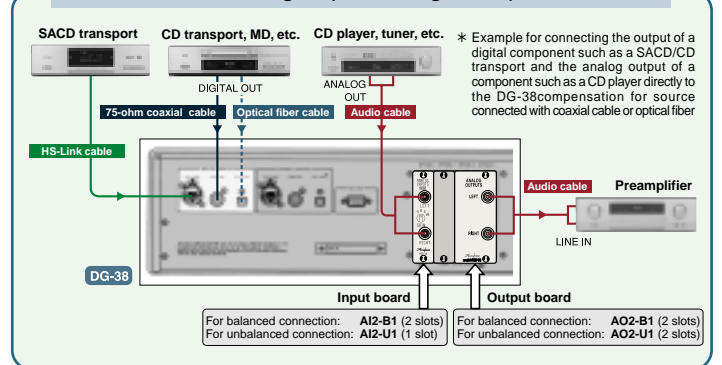 SACD transport
CD transport, MD, etc.
CD player, tuner, etc.
DIGITAL OUT
ANALOG
OUT
75-ohm coaxial cable
Optical fiber cable
Audio cable
HS-Link cable
* Example for connecting the output of a
digital component such as a SACD/CD
transport and the analog output of a
component such as a CD player directly to
the DG-38compensation for source
connected with coaxial cable or optical fiber
ANALOG
OUTPUTS
LEFT
LEFT
RIGHT
RIGHT
Audio cable
Preamplifier
LINE IN
DG-38
Input board
Output board
For balanced connection: AI2-B1 (2 slots)
For unbalanced connection: AI2-U1 (1 slot)
For balanced connection: AO2-B1 (2 slots)
For unbalanced connection: AO2-U1 (2 slots)